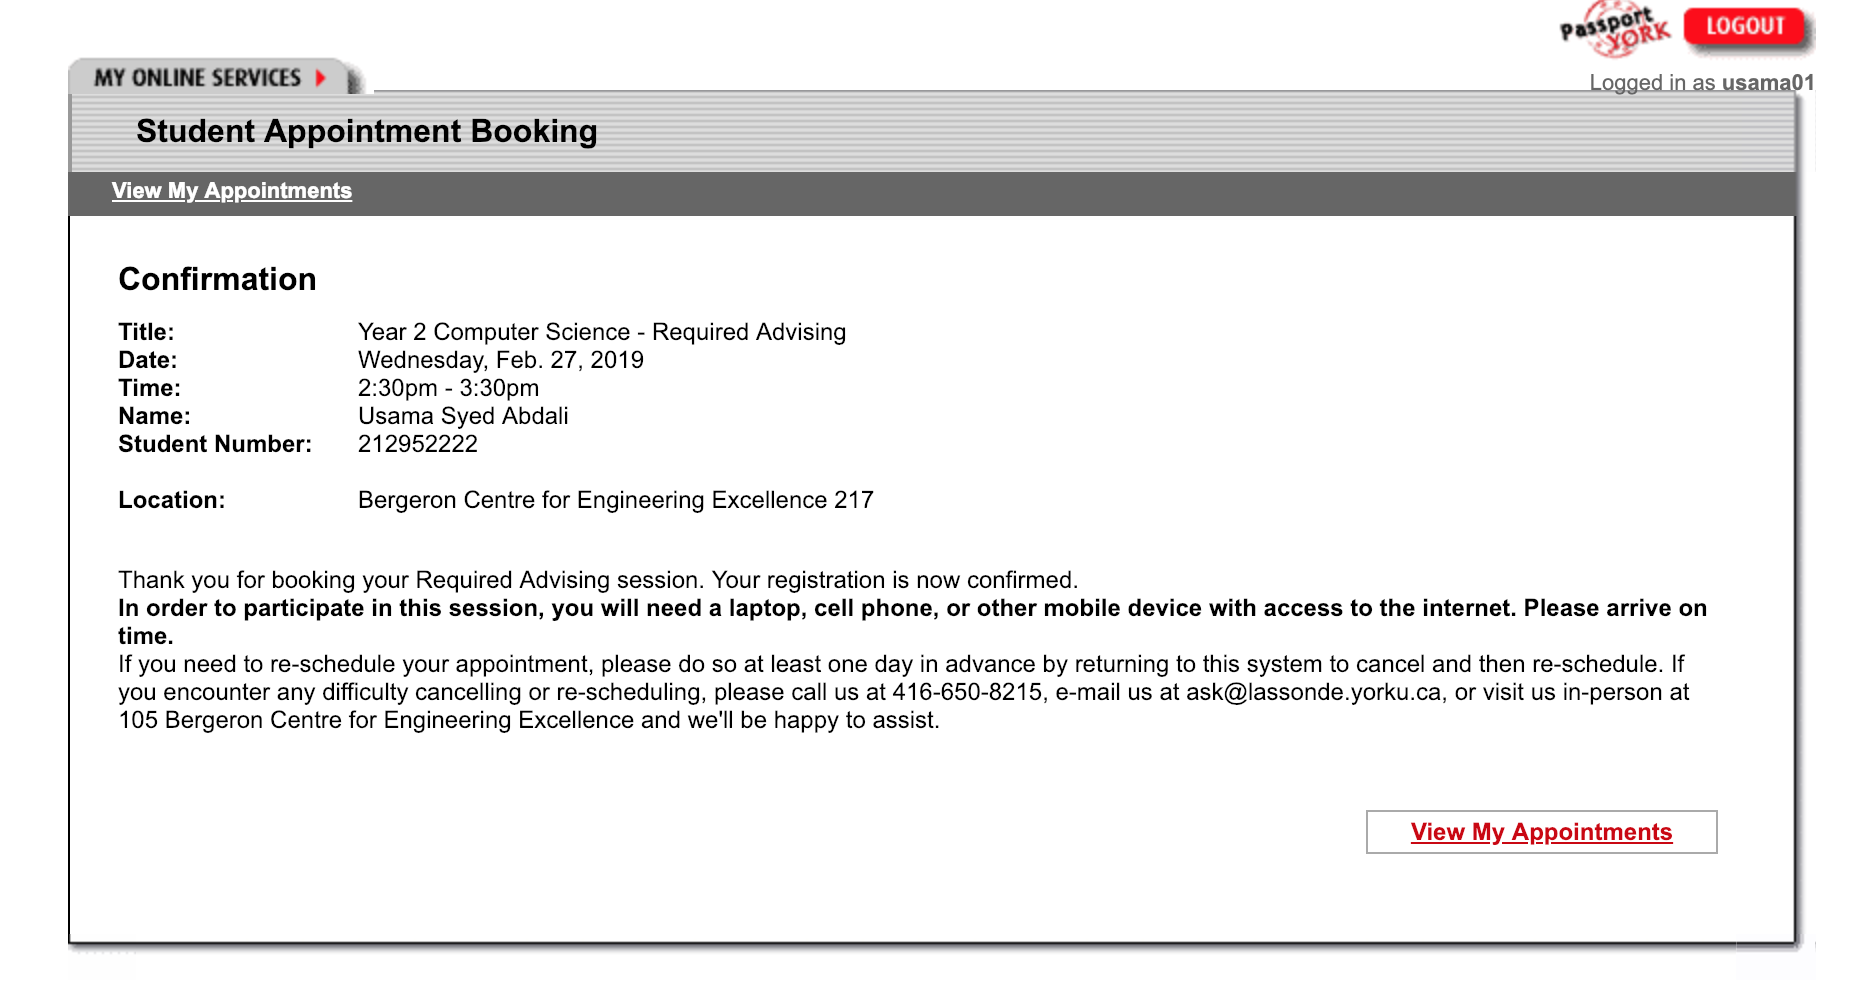 Passport YORK
LOGOUT
MY ONLINE SERVICES
Logged in as usama01
Student Appointment Booking
View My Appointments
Confirmation
Title: Year 2 Computer Science - Required Advising
Date: Wednesday, Feb. 27, 2019
Time: 2:30pm - 3:30pm
Name: Usama Syed Abdali
Student Number: 212952222
Location: Bergeron Centre for Engineering Excellence 217
Thank you for booking your Required Advising session. Your registration is now confirmed.
In order to participate in this session, you will need a laptop, cell phone, or other mobile device with access to the internet. Please arrive on
time.
If you need to re-schedule your appointment, please do so at least one day in advance by returning to this system to cancel and then re-schedule. If
you encounter any difficulty cancelling or re-scheduling, please call us at 416-650-8215, e-mail us at ask@lassonde.yorku.ca, or visit us in-person at
105 Bergeron Centre for Engineering Excellence and we'll be happy to assist.
View My Appointments